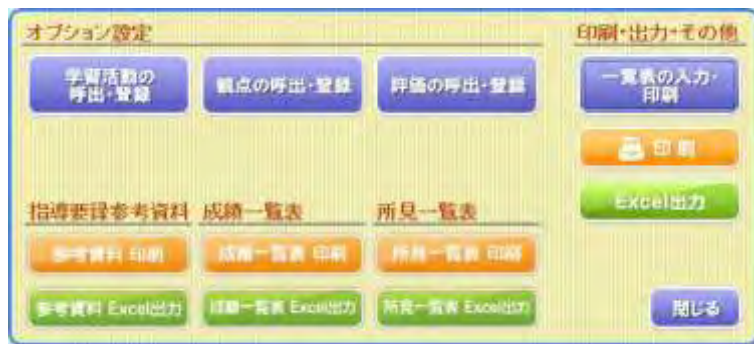 オプション設定
印刷・出力・その他
学習活動の
呼出・登録
観点の呼出・登録
評価の呼出・登録
一覧表の入力・
印刷
印刷
Excel出力
指導要録参考資料
成績一覧表
所見一覧表
参考資料 印刷
成績一覧表 印刷
所見一覧表 印刷
参考資料 Excel出力
成績一覧表 Excel出力
所見一覧表 Excel出力
閉じる